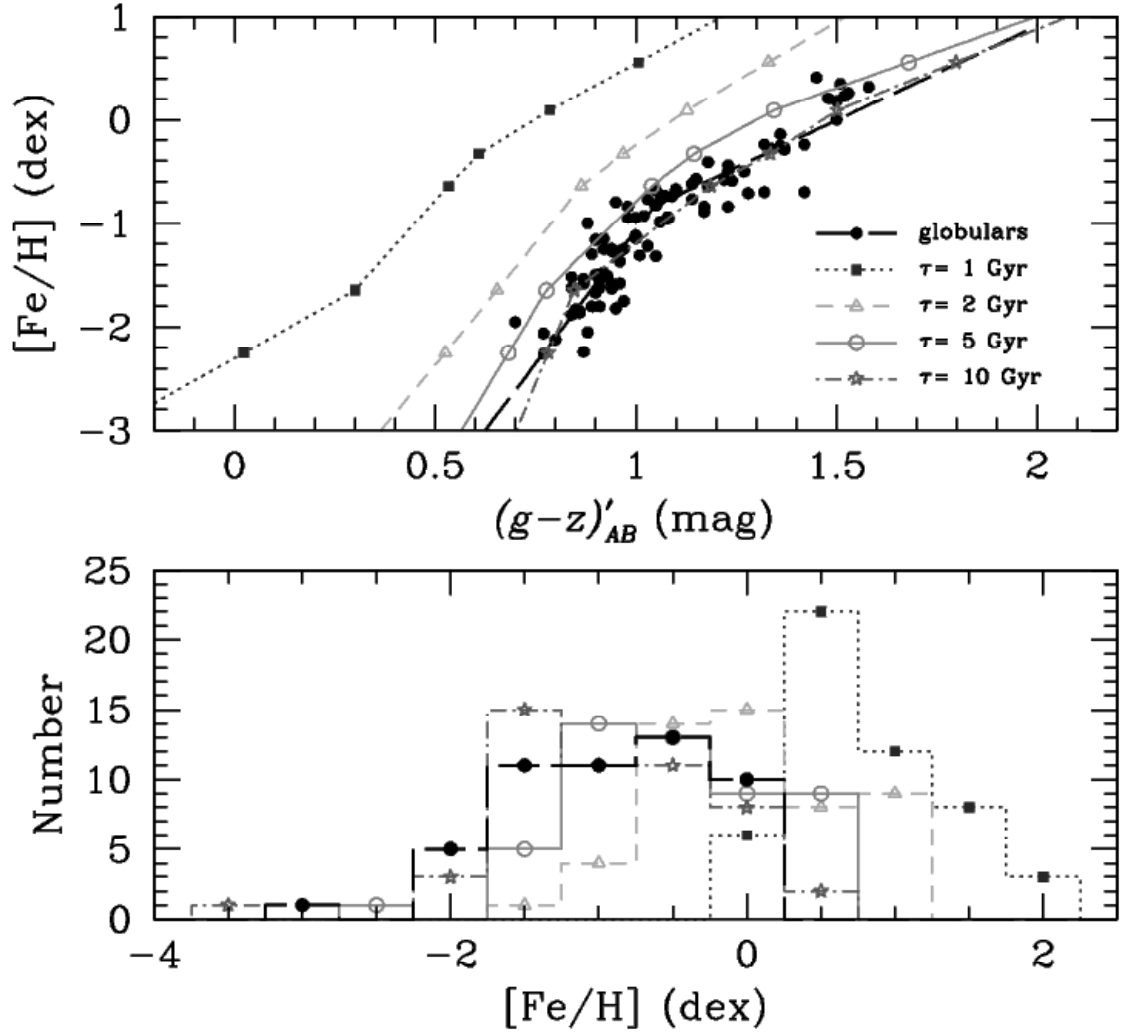 1
0
−1
−2
−3
[Fe/H] (dex)
globulars
τ= 1 Gyr
τ= 2 Gyr
τ= 5 Gyr
τ= 10 Gyr
0 0.5 1 1.5 2
(g−z)′AB (mag)
25
20
15
10
5
0
Number
−4 −2 0 2
[Fe/H] (dex)